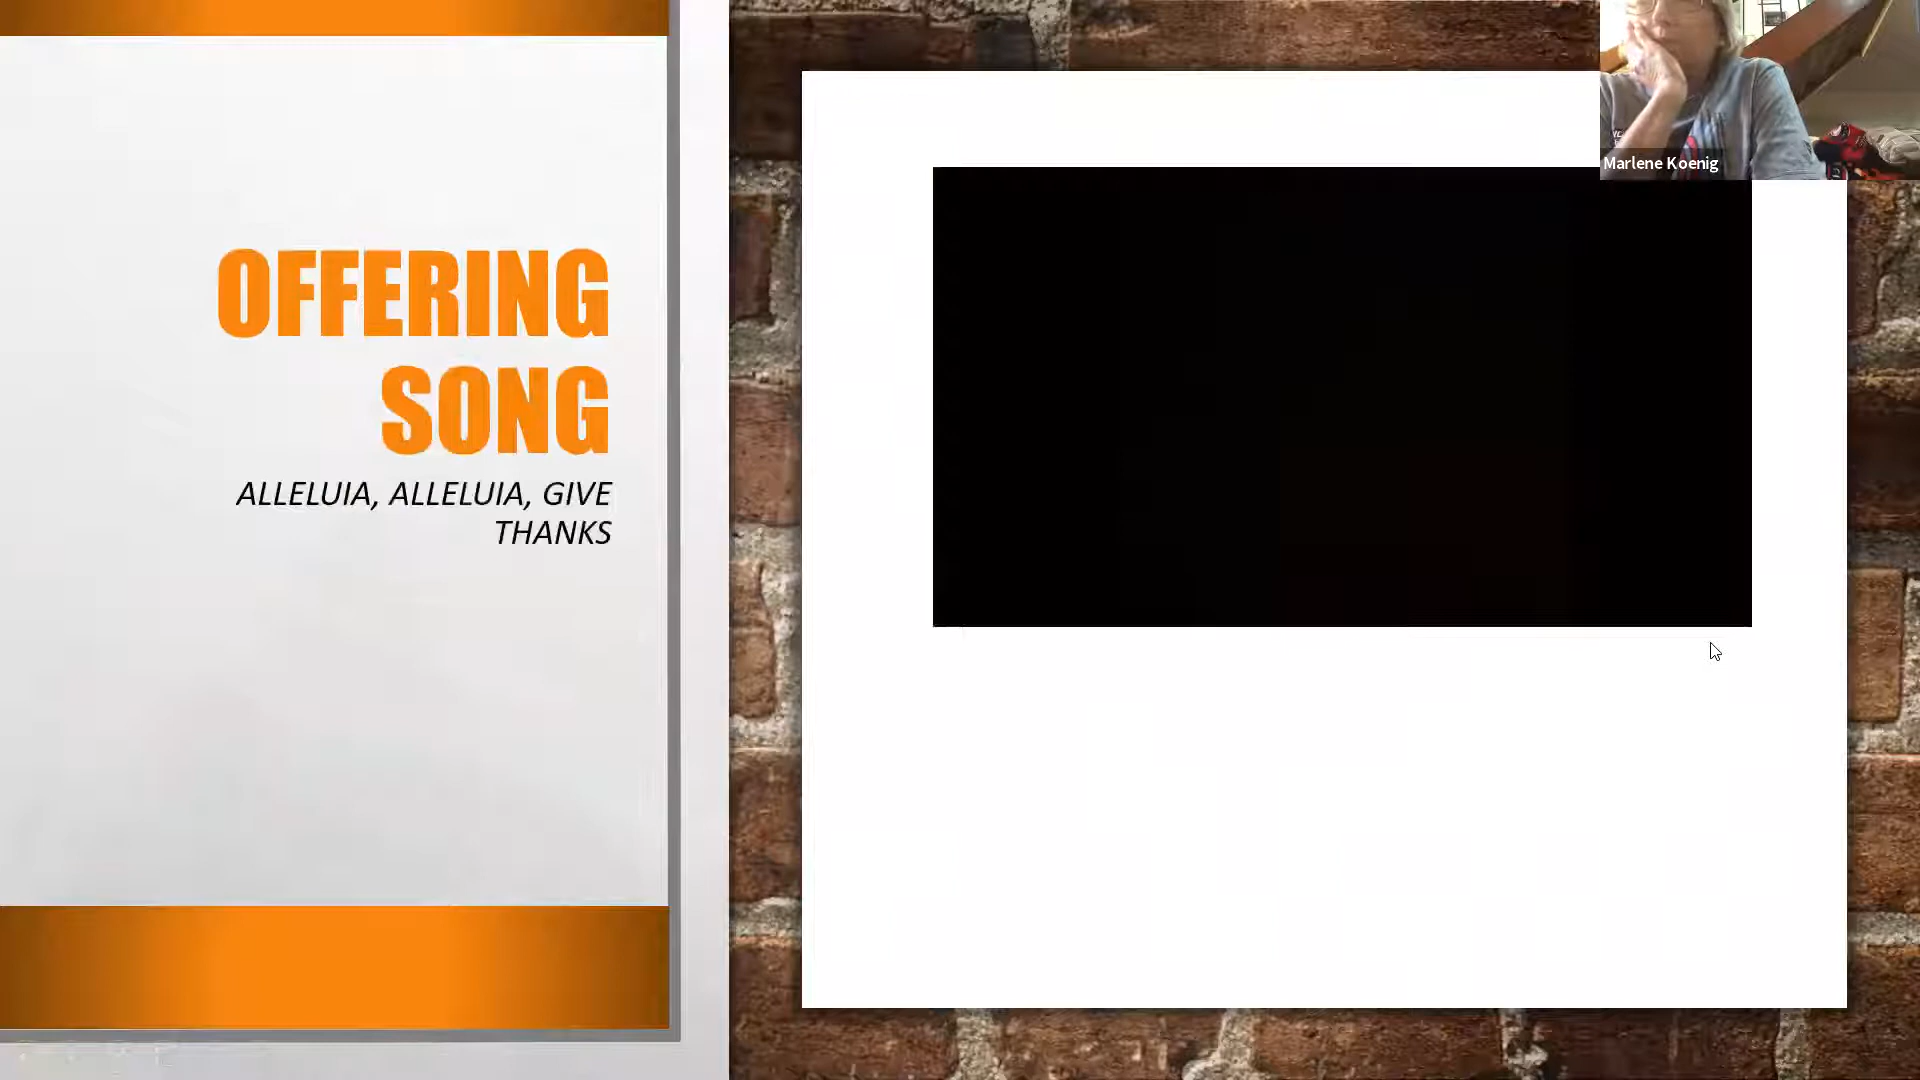 OFFERING
SONG
ALLELUIA, ALLELUIA, GIVE
THANKS
Marlene Koenig